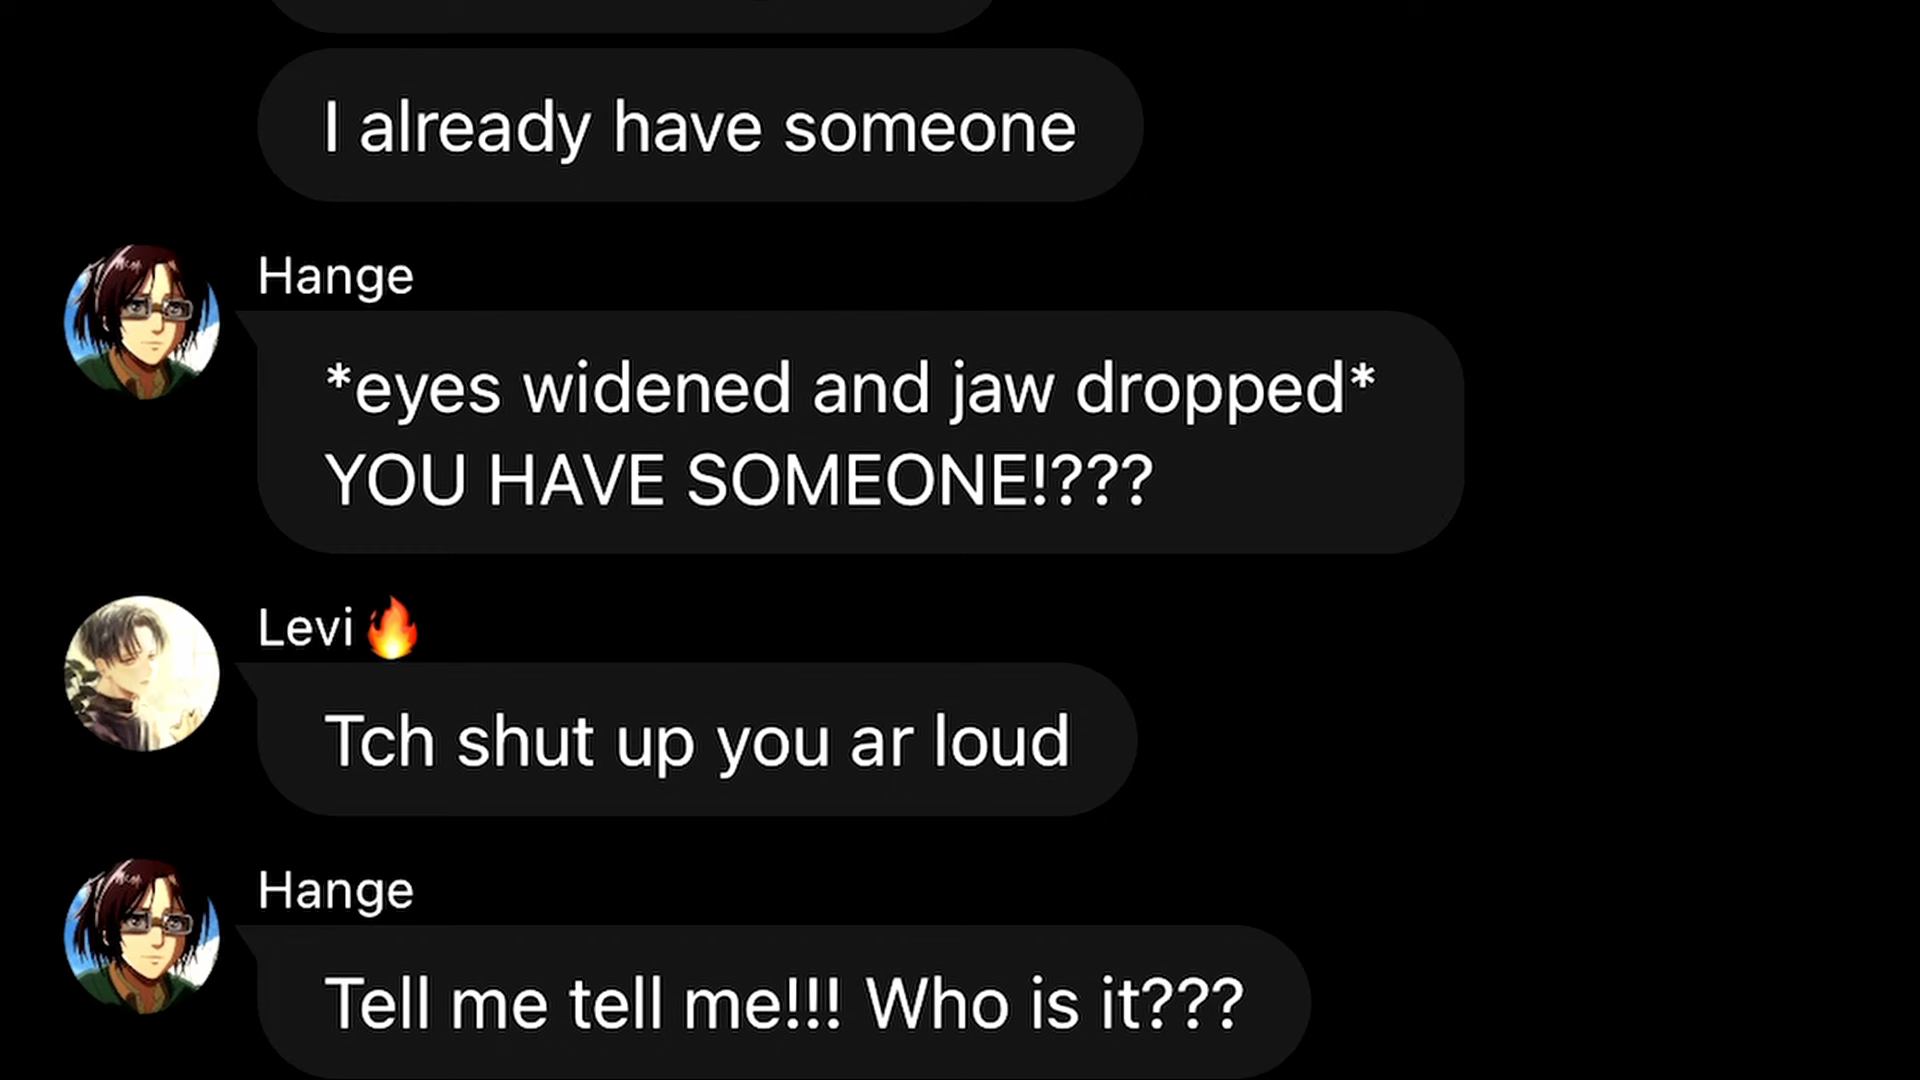 I already have someone
Hange
*eyes widened and jaw dropped*
YOU HAVE SOMEONE!???
Levi🔥
Tch shut up you ar loud
Hange
Tell me tell me!!! Who is it???